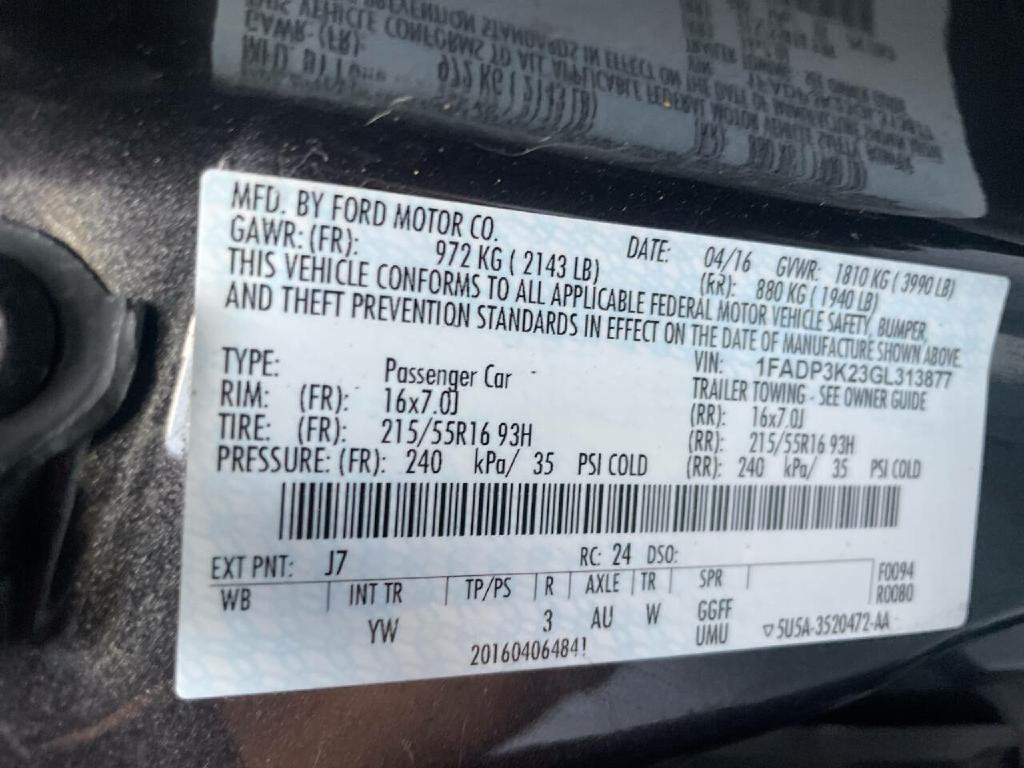 MFD. BY FORD MOTOR CO. DATE: 04/16 GVWR: 1810 KG ( 3990 LB)
GAWR: (FR): 972 KG ( 2143 LB) (RR): 880 KG ( 1940 LB)
THIS VEHICLE CONFORMS TO ALL APPLICABLE FEDERAL MOTOR VEHICLE SAFETY, BUMPER,
AND THEFT PREVENTION STANDARDS IN EFFECT ON THE DATE OF MANUFACTURE SHOWN ABOVE.
VIN: 1FADP3K23GL313877
TYPE: Passenger Car TRAILER TOWING - SEE OWNER GUIDE
RIM: (FR): 16x7.0J (RR): 16x7.0J
TIRE: (FR): 215/55R16 93H (RR): 215/55R16 93H
PRESSURE: (FR): 240 kPa/ 35 PSI COLD (RR): 240 kPa/ 35 PSI COLD
EXT PNT: J7 RC: 24 DSO: F0094
WB INT TR TP/PS R AXLE TR SPR R0080
YW 3 AU W GGFF
UMU ▽5U5A-3520472-AA
20160406484!